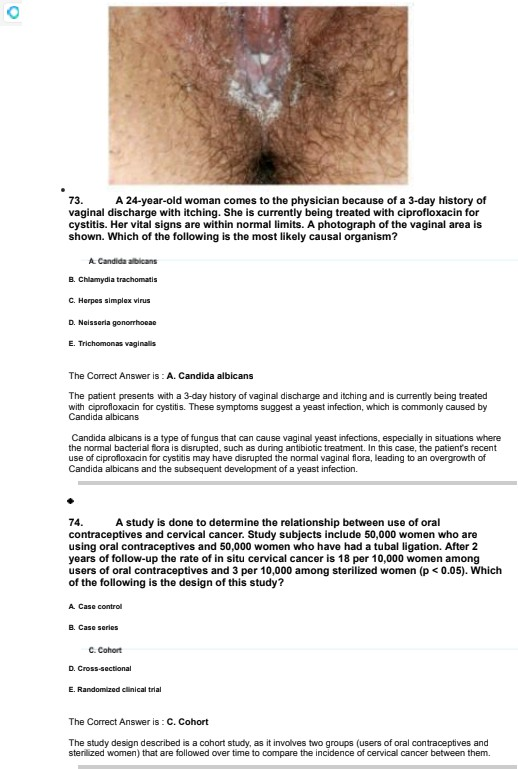 73. A 24-year-old woman comes to the physician because of a 3-day history of
vaginal discharge with itching. She is currently being treated with ciprofloxacin for
cystitis. Her vital signs are within normal limits. A photograph of the vaginal area is
shown. Which of the following is the most likely causal organism?
A. Candida albicans
B. Chlamydia trachomatis
C. Herpes simplex virus
D. Neisseria gonorrhoeae
E. Trichomonas vaginalis
The Correct Answer is : A. Candida albicans
The patient presents with a 3-day history of vaginal discharge and itching and is currently being treated
with ciprofloxacin for cystitis. These symptoms suggest a yeast infection, which is commonly caused by
Candida albicans
Candida albicans is a type of fungus that can cause vaginal yeast infections, especially in situations where
the normal bacterial flora is disrupted, such as during antibiotic treatment. In this case, the patient's recent
use of ciprofloxacin for cystitis may have disrupted the normal vaginal flora, leading to an overgrowth of
Candida albicans and the subsequent development of a yeast infection.
74. A study is done to determine the relationship between use of oral
contraceptives and cervical cancer. Study subjects include 50,000 women who are
using oral contraceptives and 50,000 women who have had a tubal ligation. After 2
years of follow-up the rate of in situ cervical cancer is 18 per 10,000 women among
users of oral contraceptives and 3 per 10,000 among sterilized women (p < 0.05). Which
of the following is the design of this study?
A. Case control
B. Case series
C. Cohort
D. Cross-sectional
E. Randomized clinical trial
The Correct Answer is : C. Cohort
The study design described is a cohort study, as it involves two groups (users of oral contraceptives and
sterilized women) that are followed over time to compare the incidence of cervical cancer between them.